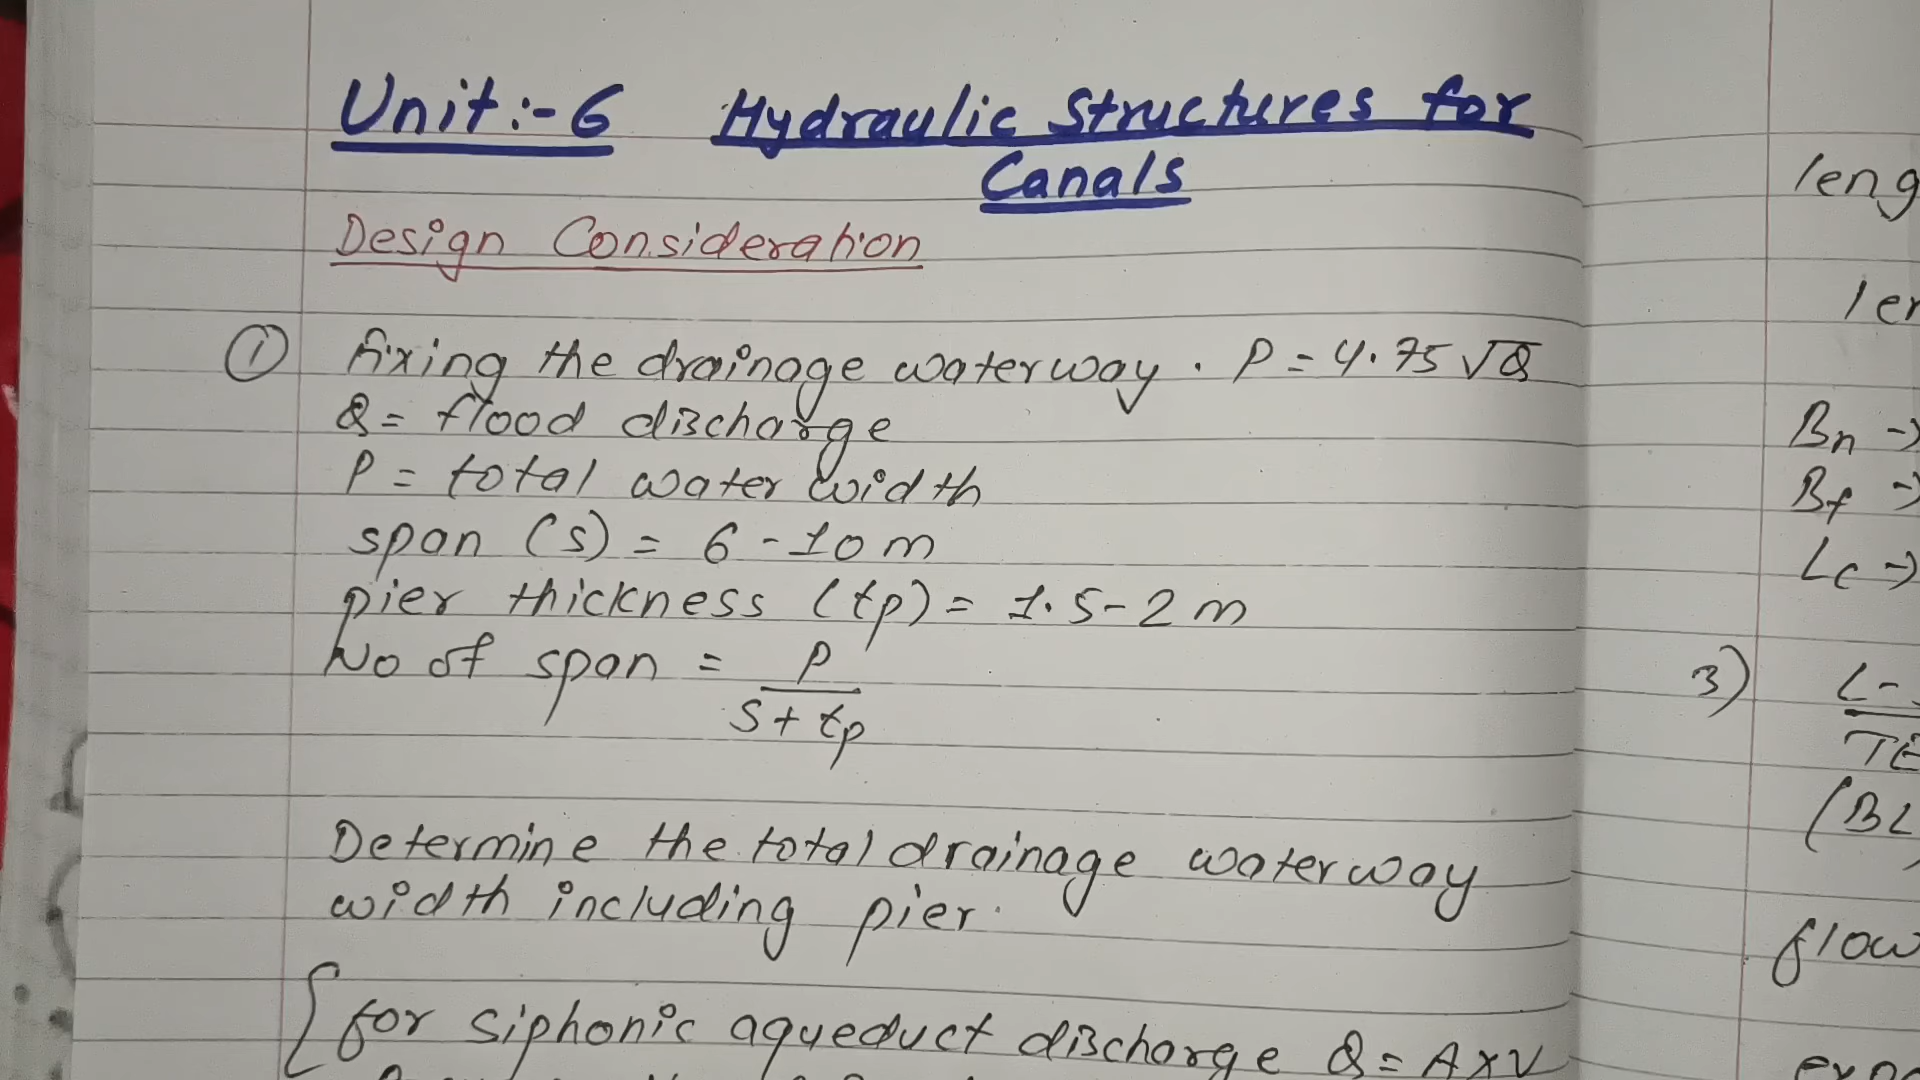 Unit:-6 Hydraulic Structures for
Canals
Design Consideration
① fixing the drainage waterway. P = 4.75 √Q
Q = flood discharge
P = total water width
span (s) = 6 - 10 m
pier thickness (tp) = 1.5 - 2 m
No of span = P
S + tp
Determine the total drainage waterway
width including pier.
for siphonic aqueduct discharge Q = A x V
Bn →
Bf →
Lc →
3)
flow